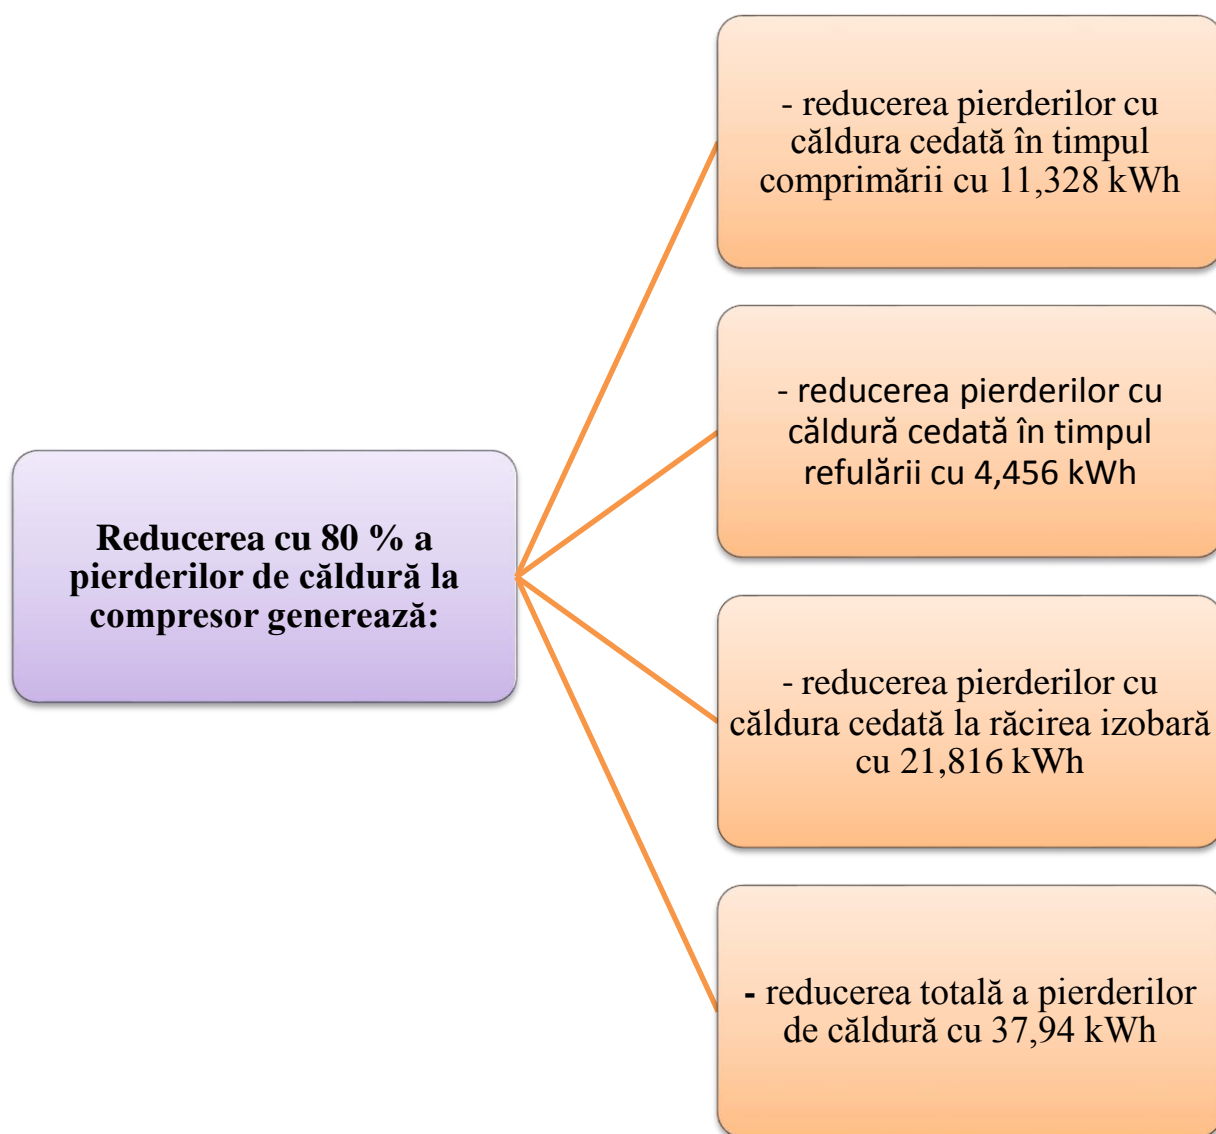 - reducerea pierderilor cu
căldura cedată în timpul
comprimării cu 11,328 kWh
- reducerea pierderilor cu
căldură cedată în timpul
refulării cu 4,456 kWh
Reducerea cu 80 % a
pierderilor de căldură la
compresor generează:
- reducerea pierderilor cu
căldura cedată la răcirea izobară
cu 21,816 kWh
- reducerea totală a pierderilor
de căldură cu 37,94 kWh